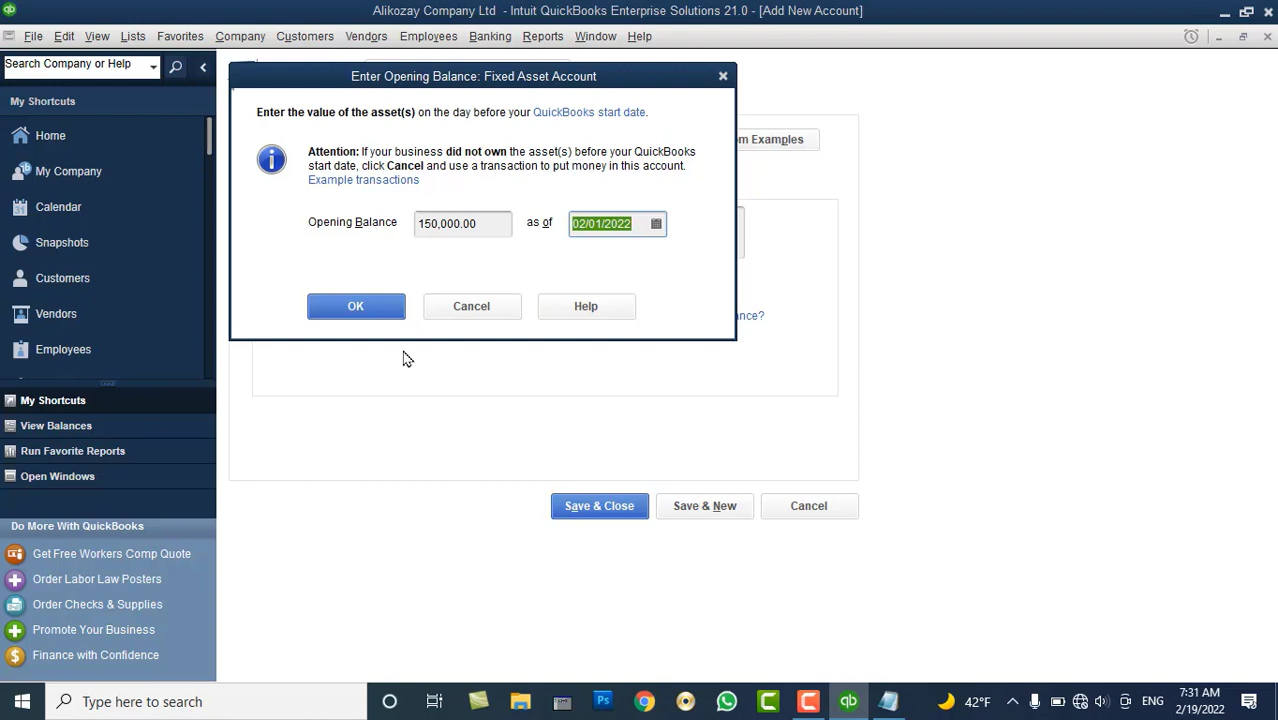 Alikozay Company Ltd - Intuit QuickBooks Enterprise Solutions 21.0 - [Add New Account]
File Edit View Lists Favorites Company Customers Vendors Employees Banking Reports Window Help
Search Company or Help
My Shortcuts
Home
My Company
Calendar
Snapshots
Customers
Vendors
Employees
My Shortcuts
View Balances
Run Favorite Reports
Open Windows
Do More With QuickBooks
Get Free Workers Comp Quote
Order Labor Law Posters
Order Checks & Supplies
Promote Your Business
Finance with Confidence
Enter Opening Balance: Fixed Asset Account
Enter the value of the asset(s) on the day before your QuickBooks start date.
Attention: If your business did not own the asset(s) before your QuickBooks
start date, click Cancel and use a transaction to put money in this account.
Example transactions
Opening Balance 150,000.00 as of 02/01/2022
OK Cancel Help
om Examples
nce?
Save & Close Save & New Cancel
Type here to search
42°F ENG 7:31 AM
2/19/2022